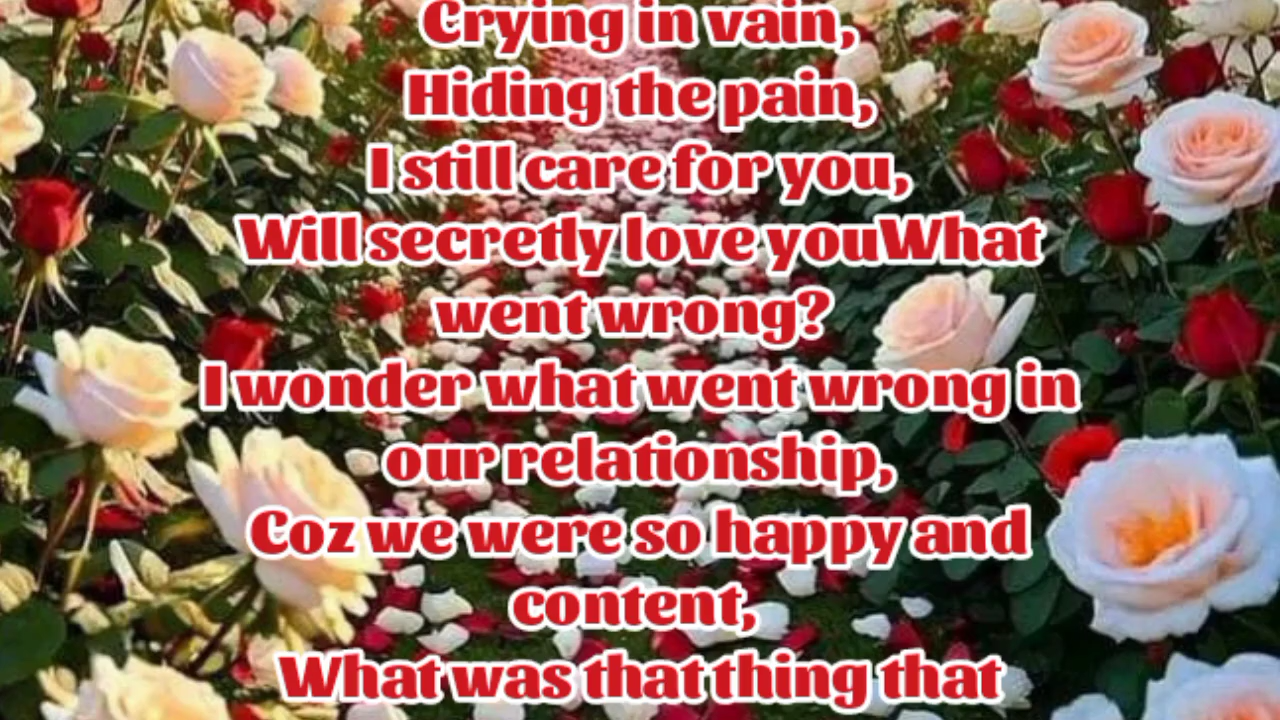 Crying in vain,
Hiding the pain,
I still care for you,
Will secretly love youWhat
went wrong?
I wonder what went wrong in
our relationship,
Coz we were so happy and
content,
What was that thing that